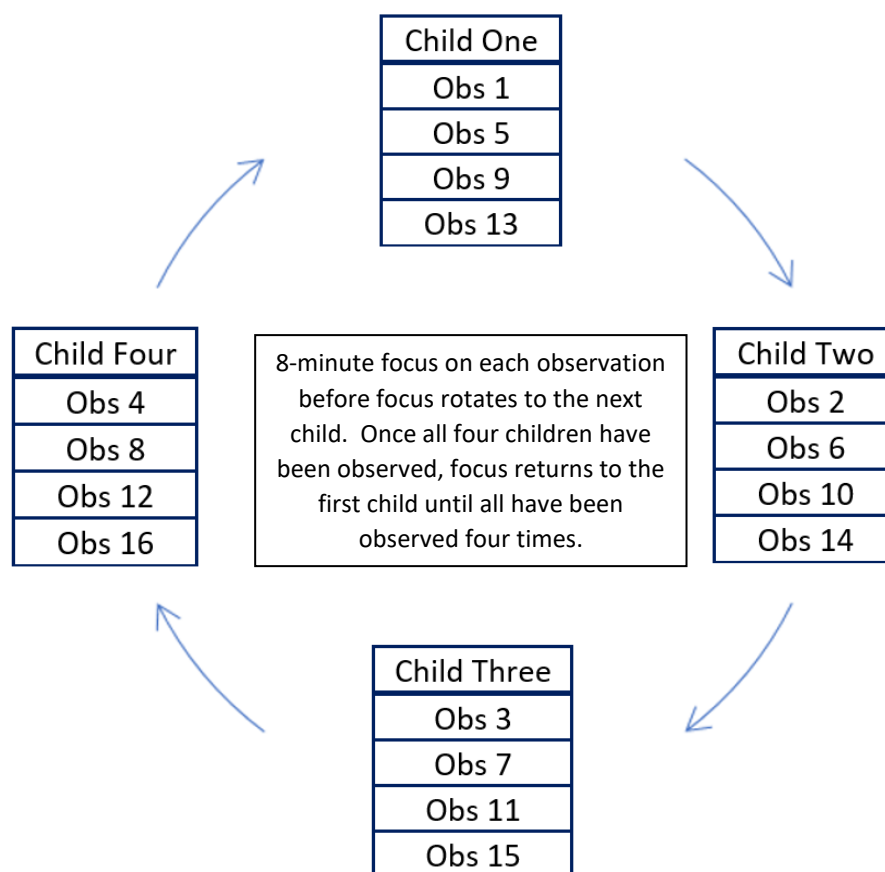 Child One
Obs 1
Obs 5
Obs 9
Obs 13
Child Four
Obs 4
Obs 8
Obs 12
Obs 16
8-minute focus on each observation
before focus rotates to the next
child. Once all four children have
been observed, focus returns to the
first child until all have been
observed four times.
Child Two
Obs 2
Obs 6
Obs 10
Obs 14
Child Three
Obs 3
Obs 7
Obs 11
Obs 15